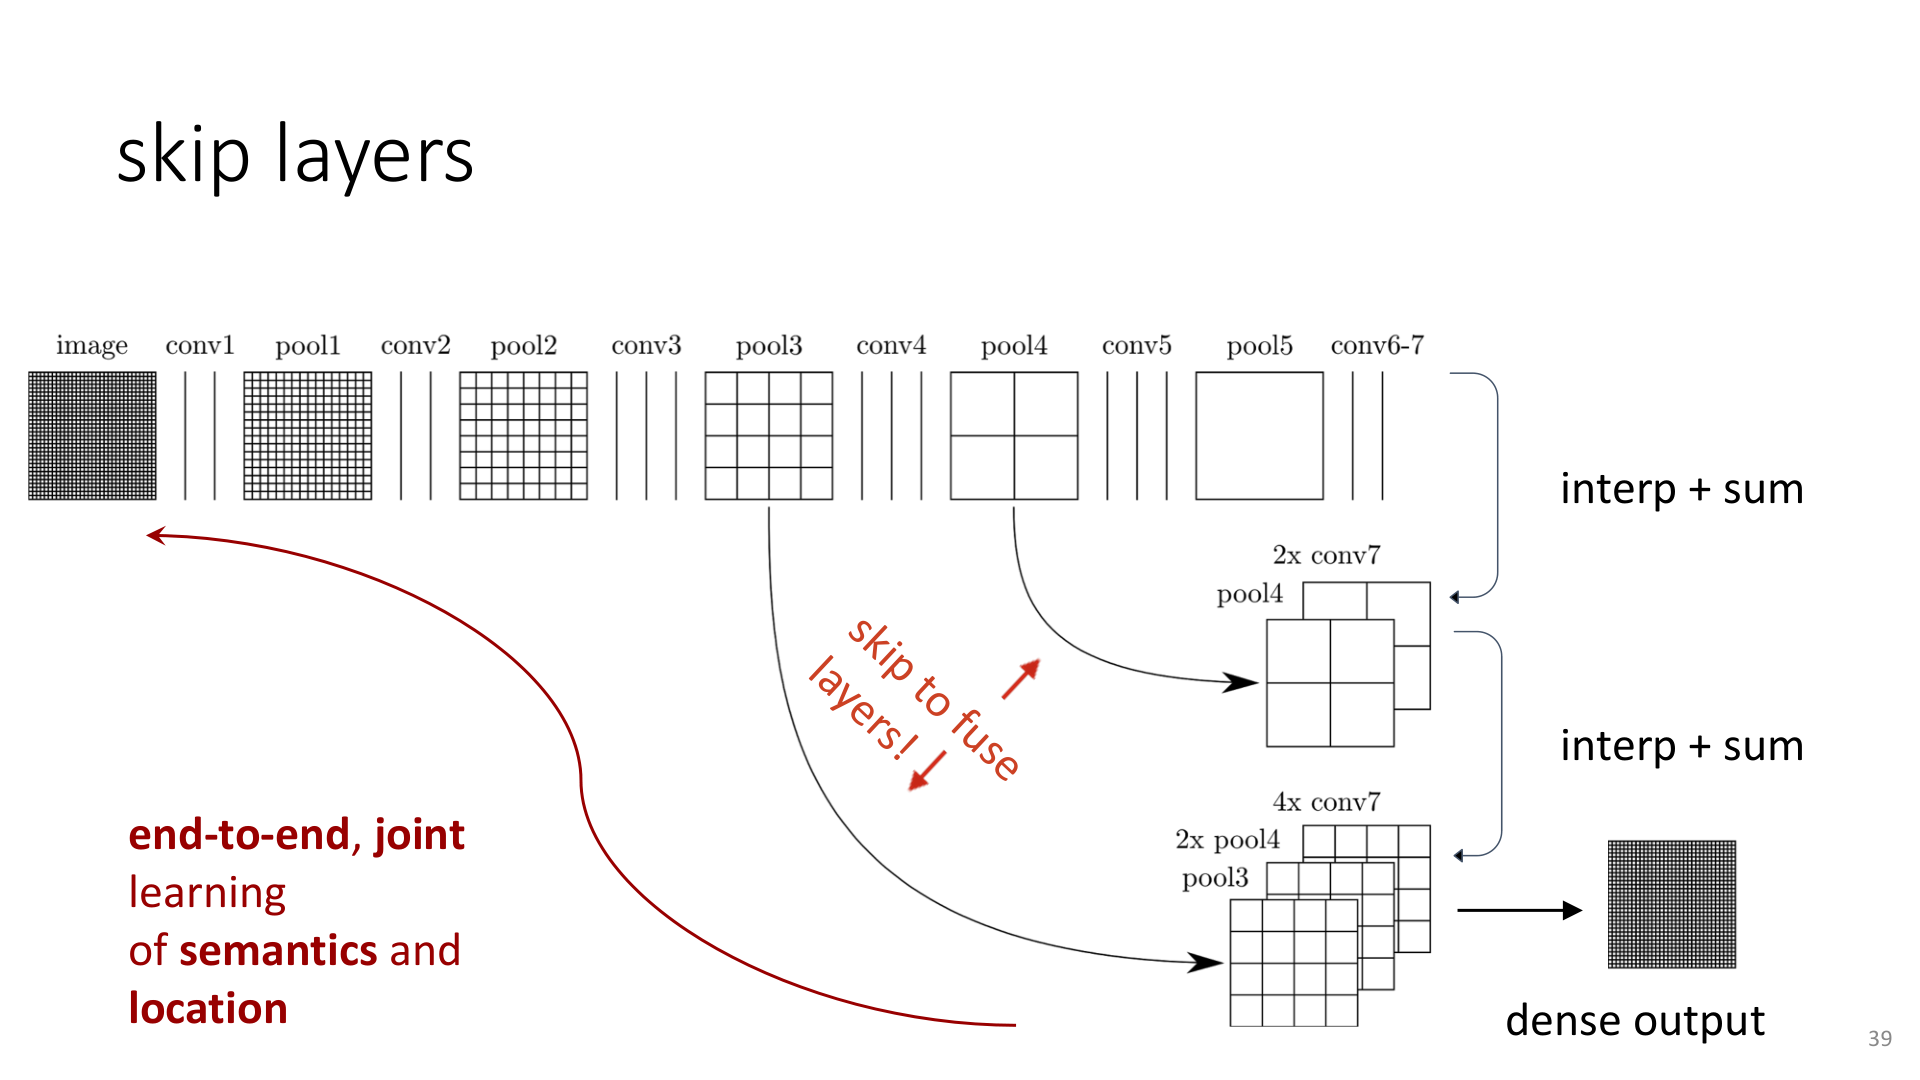 skip layers
image conv1 pool1 conv2 pool2 conv3 pool3 conv4 pool4 conv5 pool5 conv6-7
interp + sum
2x conv7
pool4
skip to fuse
layers!
interp + sum
4x conv7
2x pool4
pool3
end-to-end, joint
learning
of semantics and
location
dense output
39